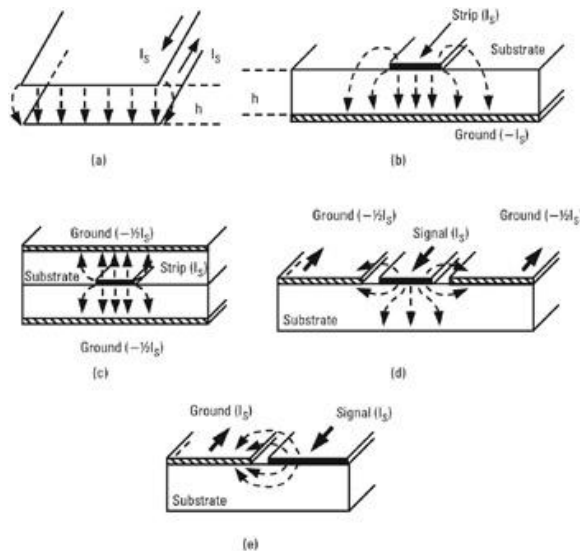 I_S
I_S
h
(a)
Strip (I_S)
Substrate
h
Ground (−I_S)
(b)
Ground (−½I_S)
Substrate
Strip (I_S)
Ground (−½I_S)
(c)
Ground (−½I_S)
Ground (−½I_S)
Signal (I_S)
Substrate
(d)
Ground (I_S)
Signal (I_S)
Substrate
(e)